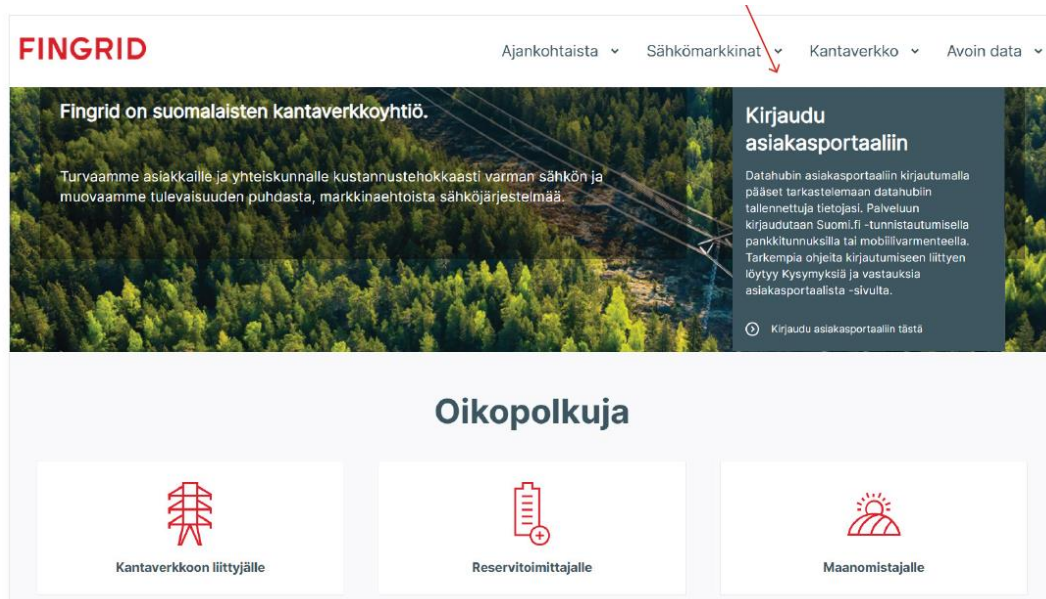 FINGRID
Ajankohtaista
Sähkömarkkinat
Kantaverkko
Avoin data
Fingrid on suomalaisten kantaverkkoyhtiö.
Turvaamme asiakkaille ja yhteiskunnalle kustannustehokkaasti varman sähkön ja
muovaamme tulevaisuuden puhdasta, markkinaehtoista sähköjärjestelmää.
Kirjaudu
asiakasportaaliin
Datahubin asiakasportaaliin kirjautumalla
pääset tarkastelemaan datahubiin
tallennettuja tietojasi. Palveluun
kirjaudutaan Suomi.fi -tunnistautumisella
pankkitunnuksilla tai mobiilivarmenteella.
Tarkempia ohjeita kirjautumiseen liittyen
löytyy Kysymyksiä ja vastauksia
asiakasportaalista -sivulta.
Kirjaudu asiakasportaaliin tästä
Oikopolkuja
Kantaverkkoon liittyjälle
Reservitoimittajalle
Maanomistajalle